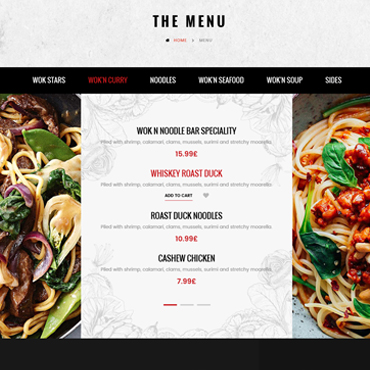 THE MENU
HOME > MENU
WOK STARS WOK'N CURRY NOODLES WOK'N SEAFOOD WOK'N SOUP SIDES
WOK N NOODLE BAR SPECIALITY
Filled with shrimp, calamari, clams, mussels, surimi and stretchy mozarella.
15.99£
WHISKEY ROAST DUCK
Filled with shrimp, calamari, clams, mussels, surimi and stretchy mozarella.
ADD TO CART
ROAST DUCK NOODLES
Filled with shrimp, calamari, clams, mussels, surimi and stretchy mozarella.
10.99£
CASHEW CHICKEN
Filled with shrimp, calamari, clams, mussels, surimi and stretchy mozarella.
7.99£